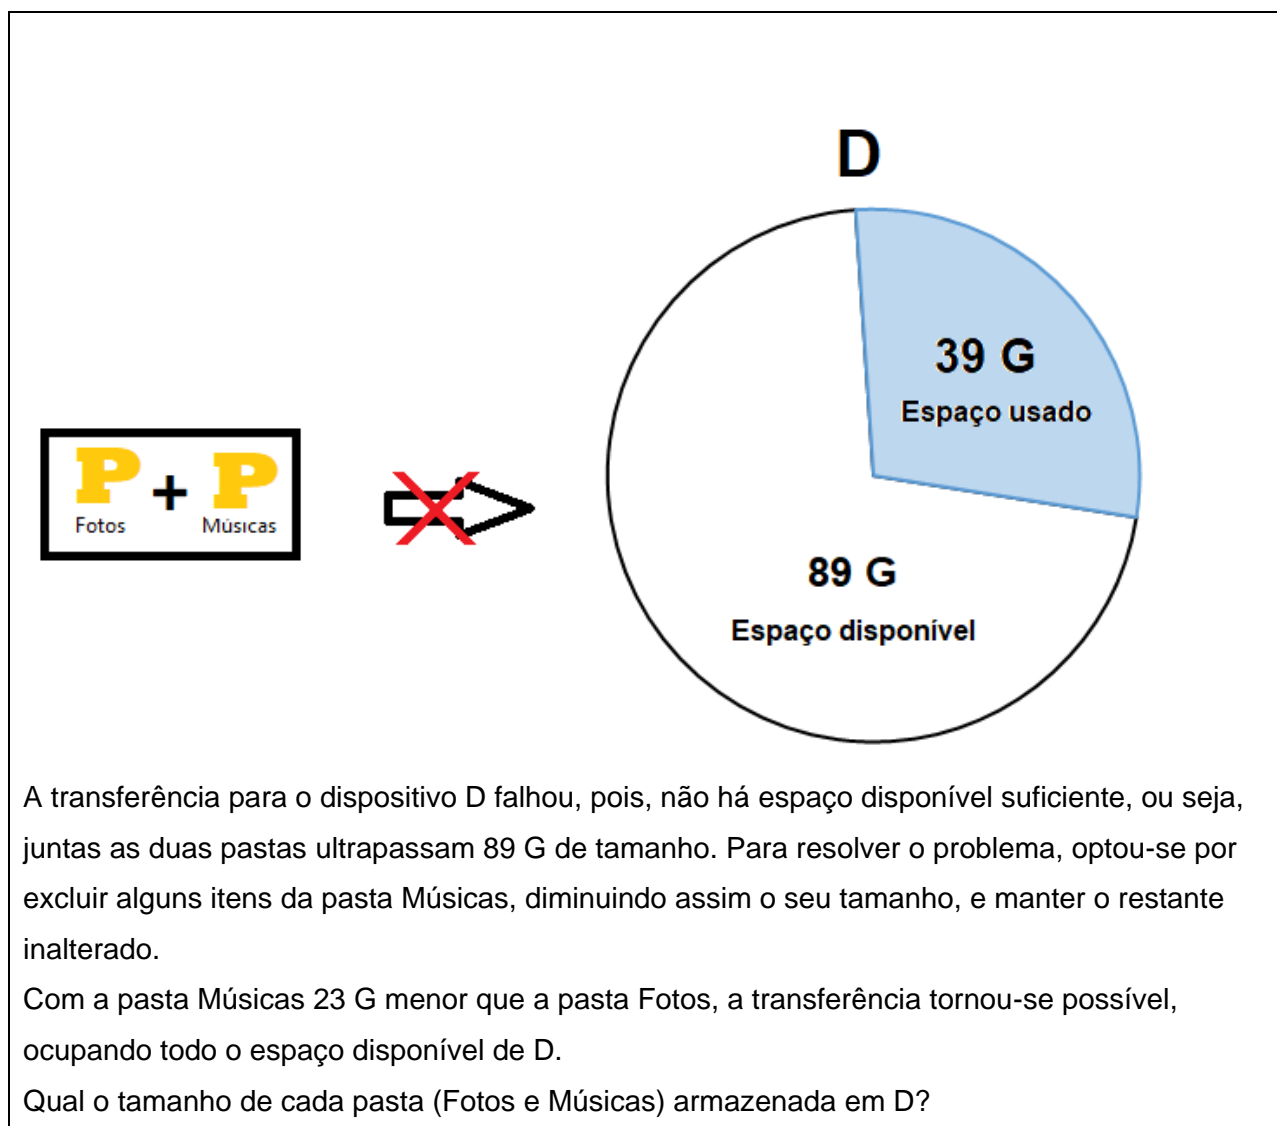 D
39 G
Espaço usado
P + P
Fotos Músicas
89 G
Espaço disponível
A transferência para o dispositivo D falhou, pois, não há espaço disponível suficiente, ou seja,
juntas as duas pastas ultrapassam 89 G de tamanho. Para resolver o problema, optou-se por
excluir alguns itens da pasta Músicas, diminuindo assim o seu tamanho, e manter o restante
inalterado.
Com a pasta Músicas 23 G menor que a pasta Fotos, a transferência tornou-se possível,
ocupando todo o espaço disponível de D.
Qual o tamanho de cada pasta (Fotos e Músicas) armazenada em D?